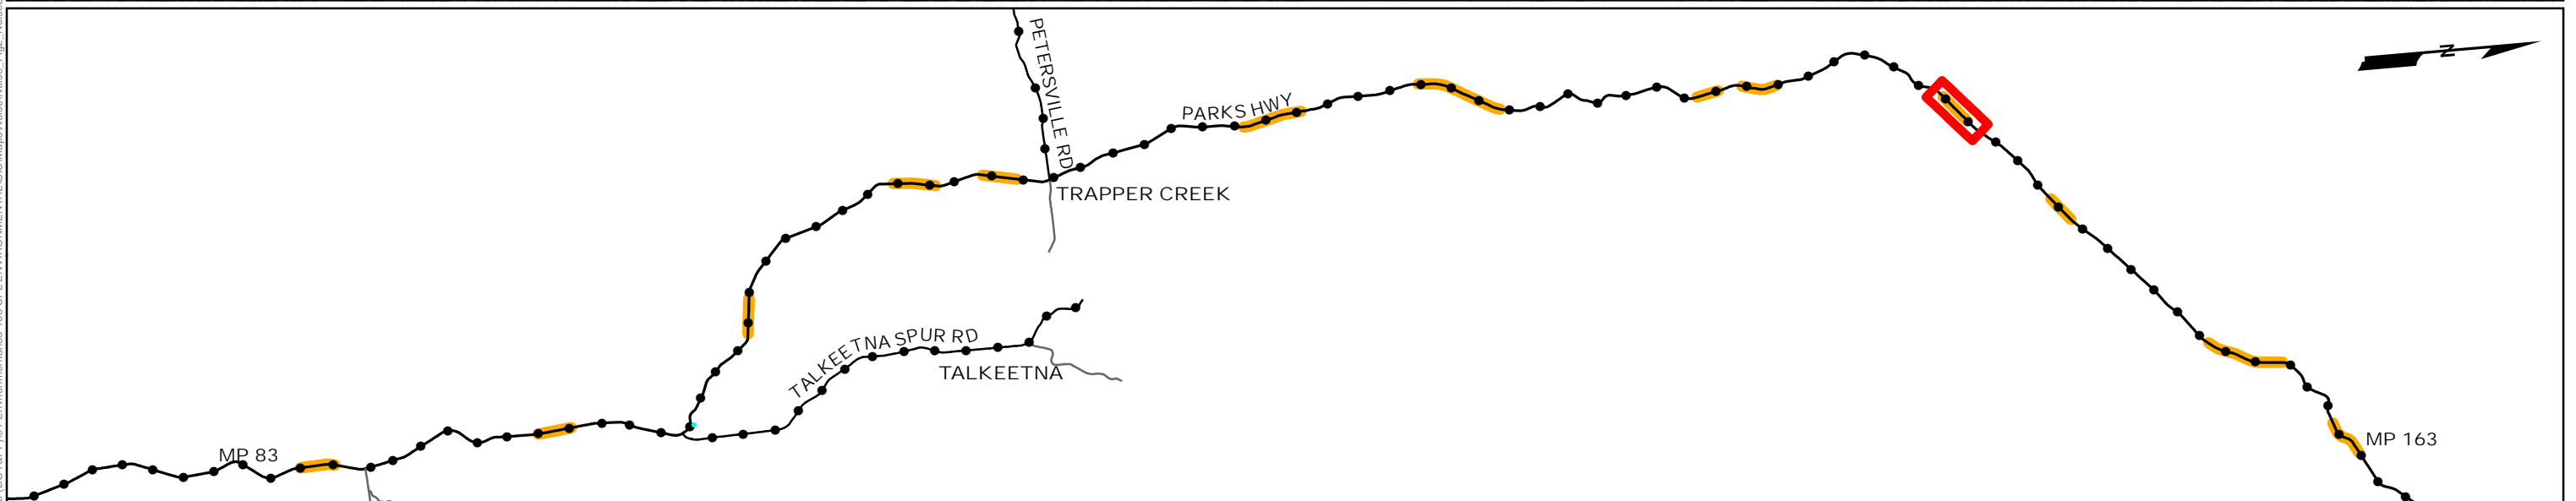 PETERSVILLE RD
N
PARKS HWY
TRAPPER CREEK
TALKEETNA SPUR RD
TALKEETNA
MP 83
MP 163